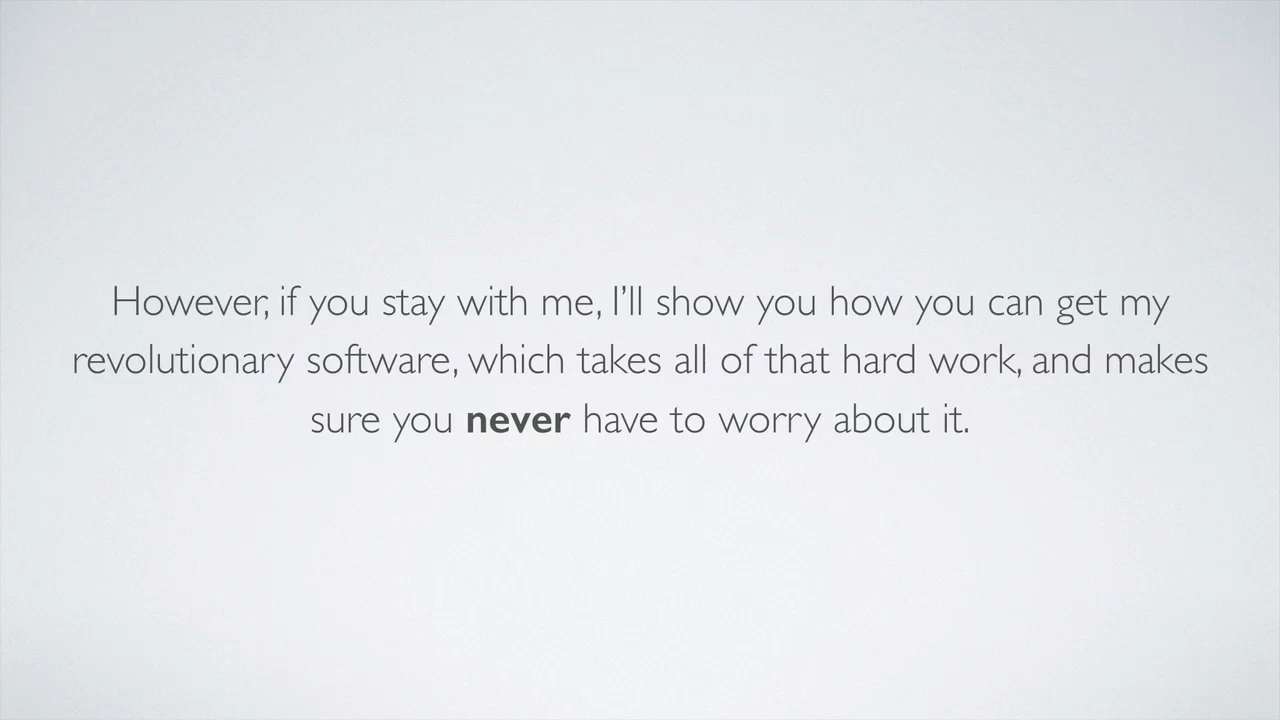 However, if you stay with me, I’ll show you how you can get my
revolutionary software, which takes all of that hard work, and makes
sure you never have to worry about it.